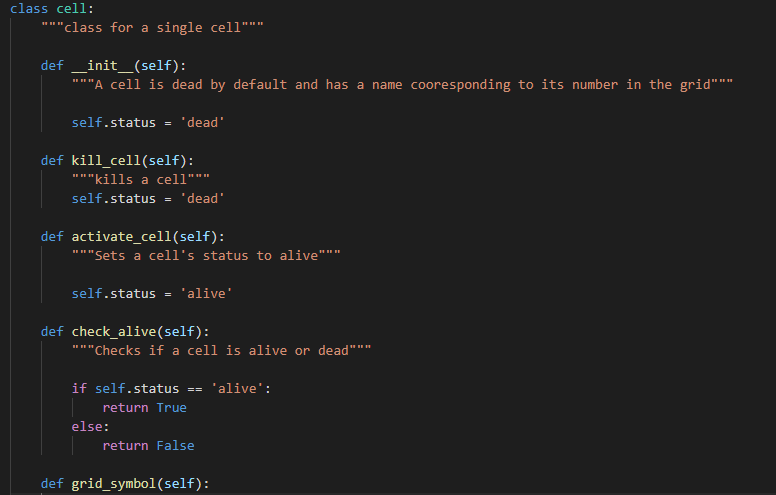 class cell:
"""class for a single cell"""
def __init__(self):
"""A cell is dead by default and has a name cooresponding to its number in the grid"""
self.status = 'dead'
def kill_cell(self):
"""kills a cell"""
self.status = 'dead'
def activate_cell(self):
"""Sets a cell's status to alive"""
self.status = 'alive'
def check_alive(self):
"""Checks if a cell is alive or dead"""
if self.status == 'alive':
return True
else:
return False
def grid_symbol(self):